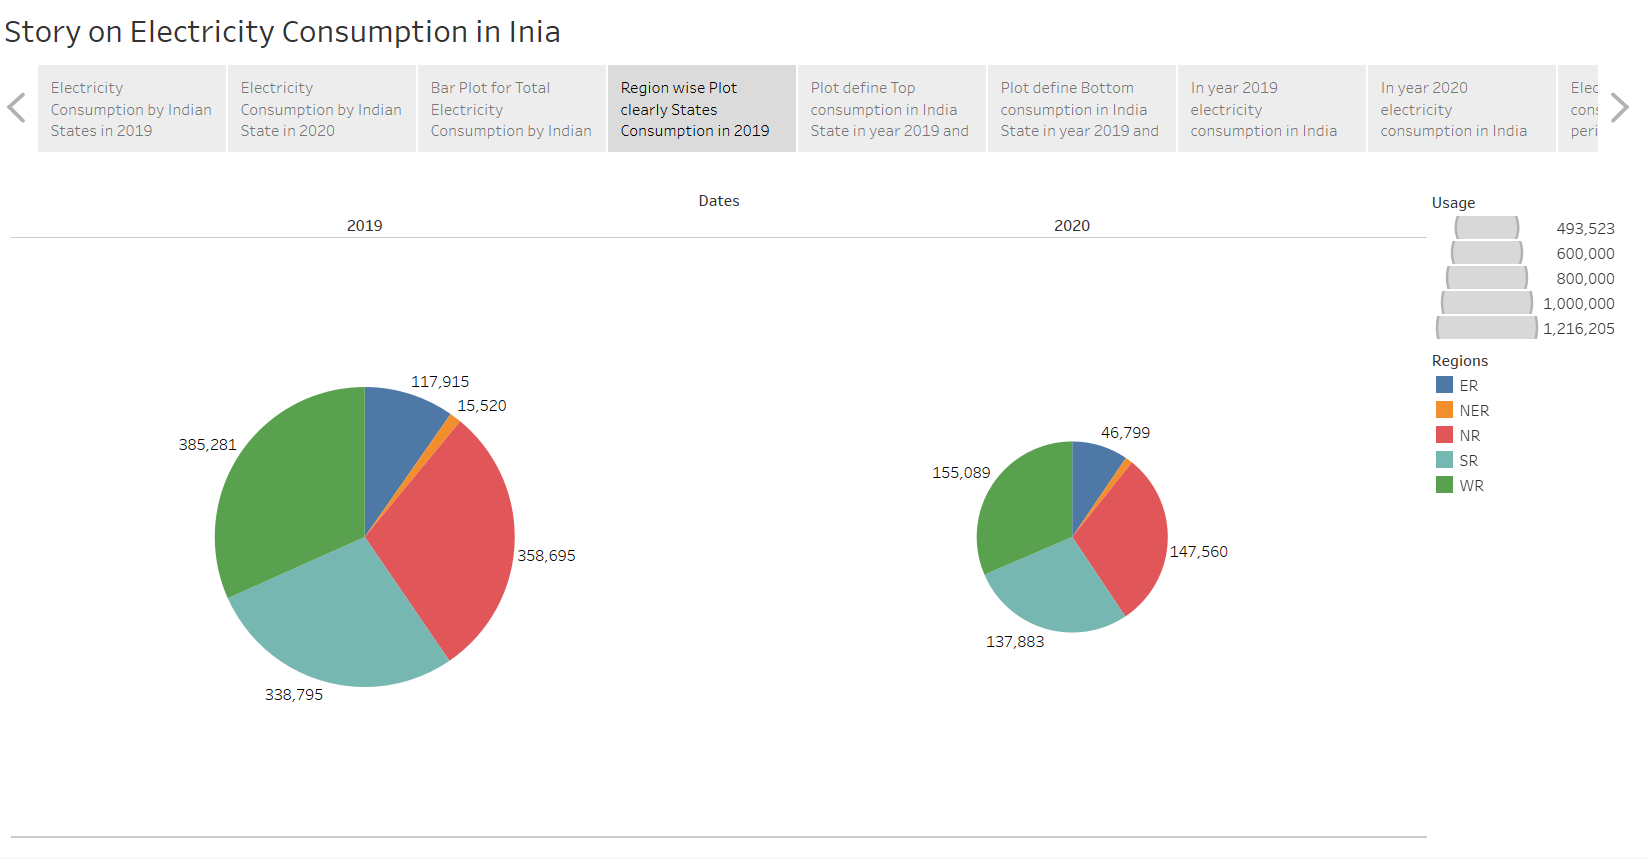 Story on Electricity Consumption in Inia
Electricity
Consumption by Indian
States in 2019
Electricity
Consumption by Indian
State in 2020
Bar Plot for Total
Electricity
Consumption by Indian
Region wise Plot
clearly States
Consumption in 2019
Plot define Top
consumption in India
State in year 2019 and
Plot define Bottom
consumption in India
State in year 2019 and
In year 2019
electricity
consumption in India
In year 2020
electricity
consumption in India
Elec
cons
peri
Dates
2019
2020
117,915
15,520
385,281
358,695
338,795
46,799
155,089
147,560
137,883
Usage
493,523
600,000
800,000
1,000,000
1,216,205
Regions
ER
NER
NR
SR
WR